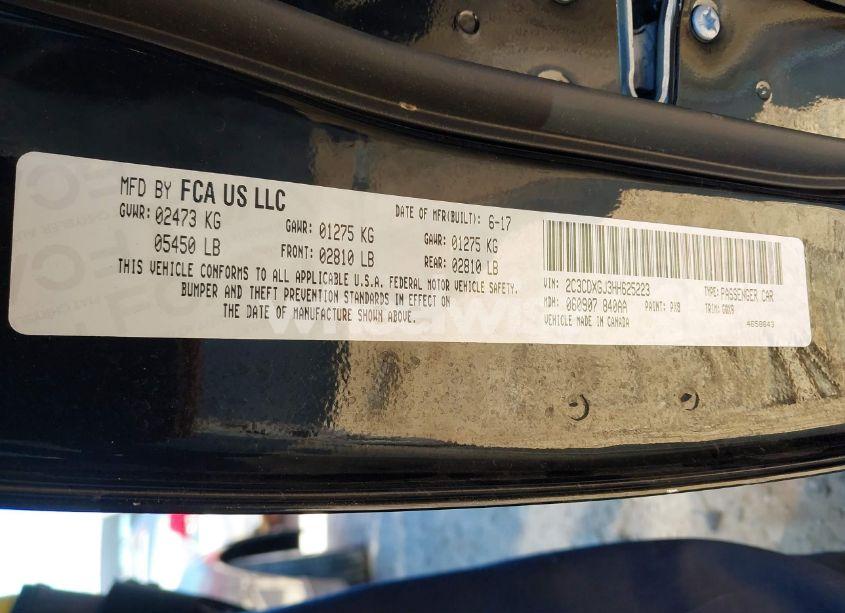 MFD BY FCA US LLC
DATE OF MFR(BUILT): 6-17
GVWR: 02473 KG
GAWR: 01275 KG
GAWR: 01275 KG
05450 LB
FRONT: 02810 LB
REAR: 02810 LB
THIS VEHICLE CONFORMS TO ALL APPLICABLE U.S.A. FEDERAL MOTOR VEHICLE SAFETY,
BUMPER AND THEFT PREVENTION STANDARDS IN EFFECT ON
THE DATE OF MANUFACTURE SHOWN ABOVE.
VIN: 2C3CDXGJ3HH625223
TYPE: PASSENGER CAR
MDH: 060907 840AA
PAINT: PX8
TRIM:
VEHICLE MADE IN CANADA
4658643